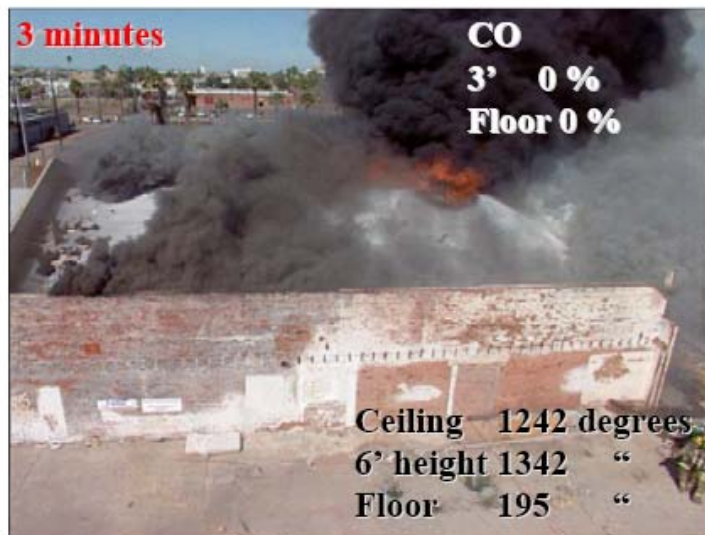 3 minutes
CO
3’ 0 %
Floor 0 %
Ceiling 1242 degrees
6’ height 1342 “
Floor 195 “